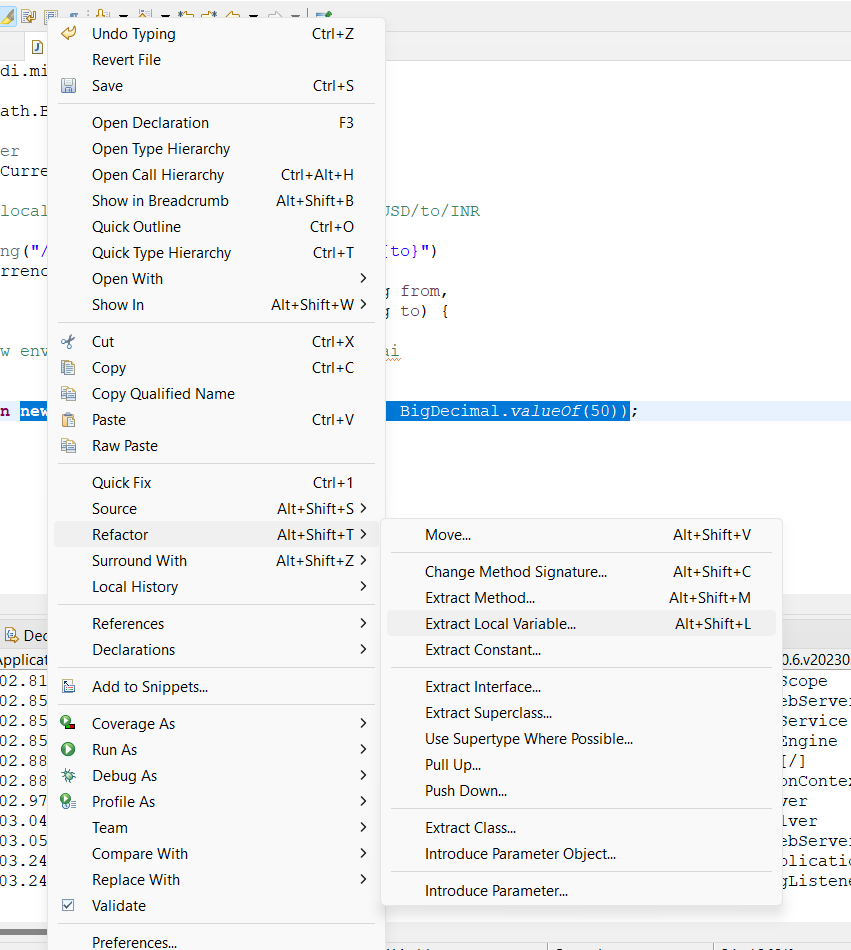 di.mi
ath.B
er
Curre
local
USD/to/INR
ng("/
{to}")
rrenc
g from,
g to) {
w env
ai
n new
BigDecimal.valueOf(50));
Undo Typing Ctrl+Z
Revert File
Save Ctrl+S
Open Declaration F3
Open Type Hierarchy
Open Call Hierarchy Ctrl+Alt+H
Show in Breadcrumb Alt+Shift+B
Quick Outline Ctrl+O
Quick Type Hierarchy Ctrl+T
Open With >
Show In Alt+Shift+W >
Cut Ctrl+X
Copy Ctrl+C
Copy Qualified Name
Paste Ctrl+V
Raw Paste
Quick Fix Ctrl+1
Source Alt+Shift+S >
Refactor Alt+Shift+T >
Surround With Alt+Shift+Z >
Local History >
References >
Declarations >
Add to Snippets...
Coverage As >
Run As >
Debug As >
Profile As >
Team >
Compare With >
Replace With >
Validate
Preferences...
Move... Alt+Shift+V
Change Method Signature... Alt+Shift+C
Extract Method... Alt+Shift+M
Extract Local Variable... Alt+Shift+L
Extract Constant...
Extract Interface...
Extract Superclass...
Use Supertype Where Possible...
Pull Up...
Push Down...
Extract Class...
Introduce Parameter Object...
Introduce Parameter...
Dec
Applicat
0.6.v202302
02.81
Scope
02.85
ebServer
02.85
Service
02.85
Engine
02.88
[/]
02.88
onContex
02.97
ver
03.04
lver
03.05
ebServer
03.24
plicatio
03.24
gListene